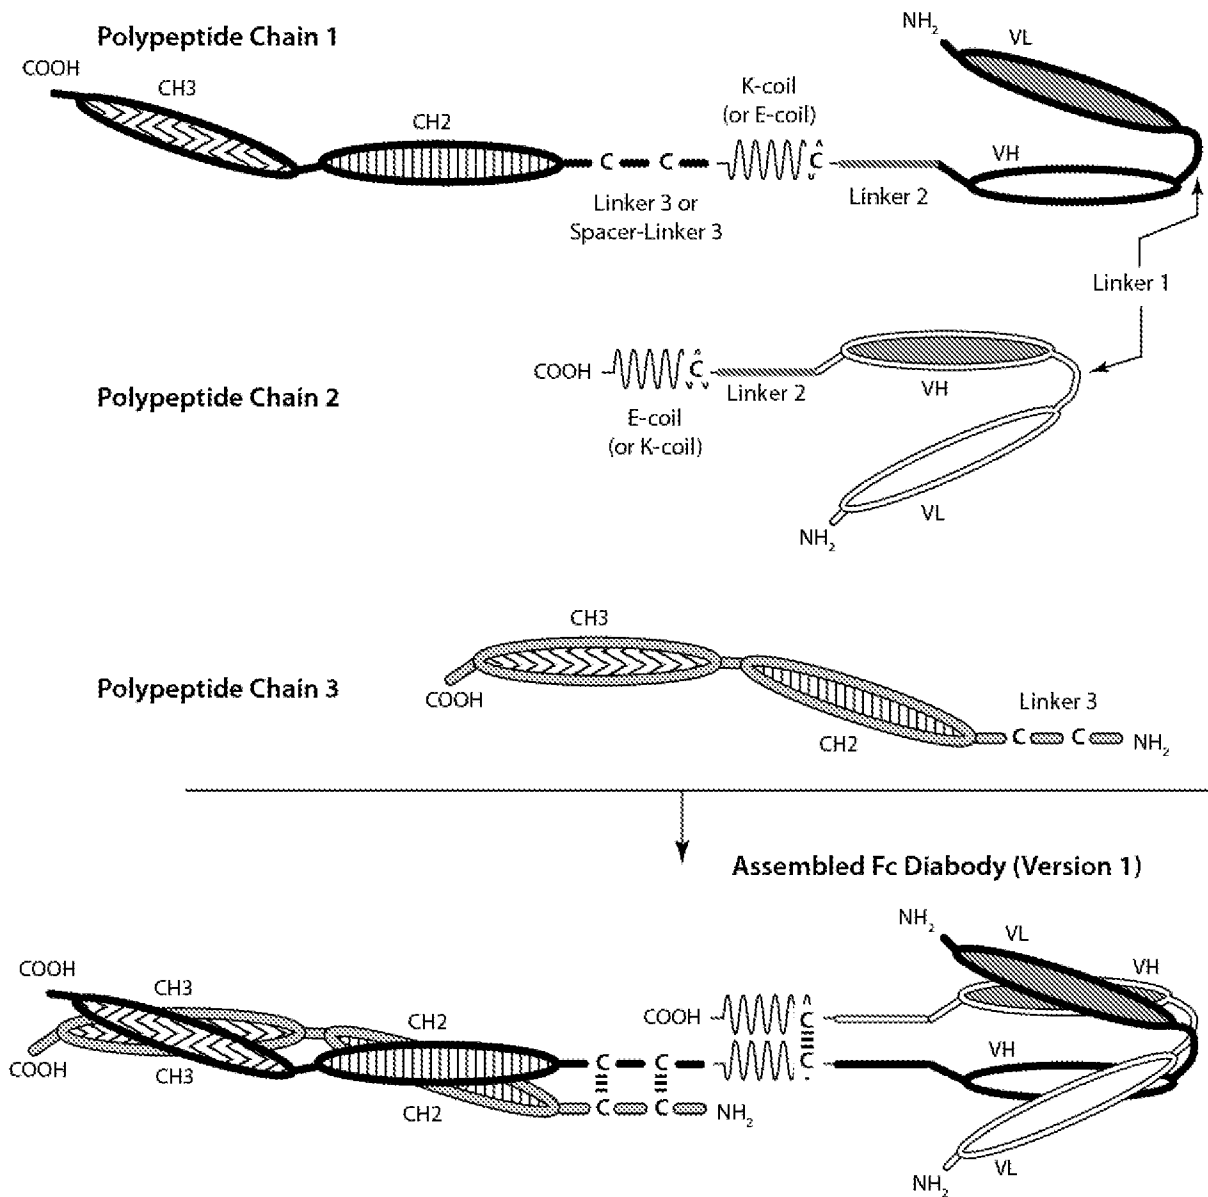 Polypeptide Chain 1
NH2
VL
COOH
CH3
K-coil
(or E-coil)
CH2
VH
C
C
C
Linker 3 or
Spacer-Linker 3
Linker 2
Linker 1
Polypeptide Chain 2
COOH
C
Linker 2
VH
E-coil
(or K-coil)
VL
NH2
Polypeptide Chain 3
CH3
COOH
Linker 3
CH2
C
C
NH2
Assembled Fc Diabody (Version 1)
NH2
VL
VH
COOH
CH3
CH2
COOH
C
VH
COOH
CH3
C
C
C
CH2
C
C
NH2
VL
NH2